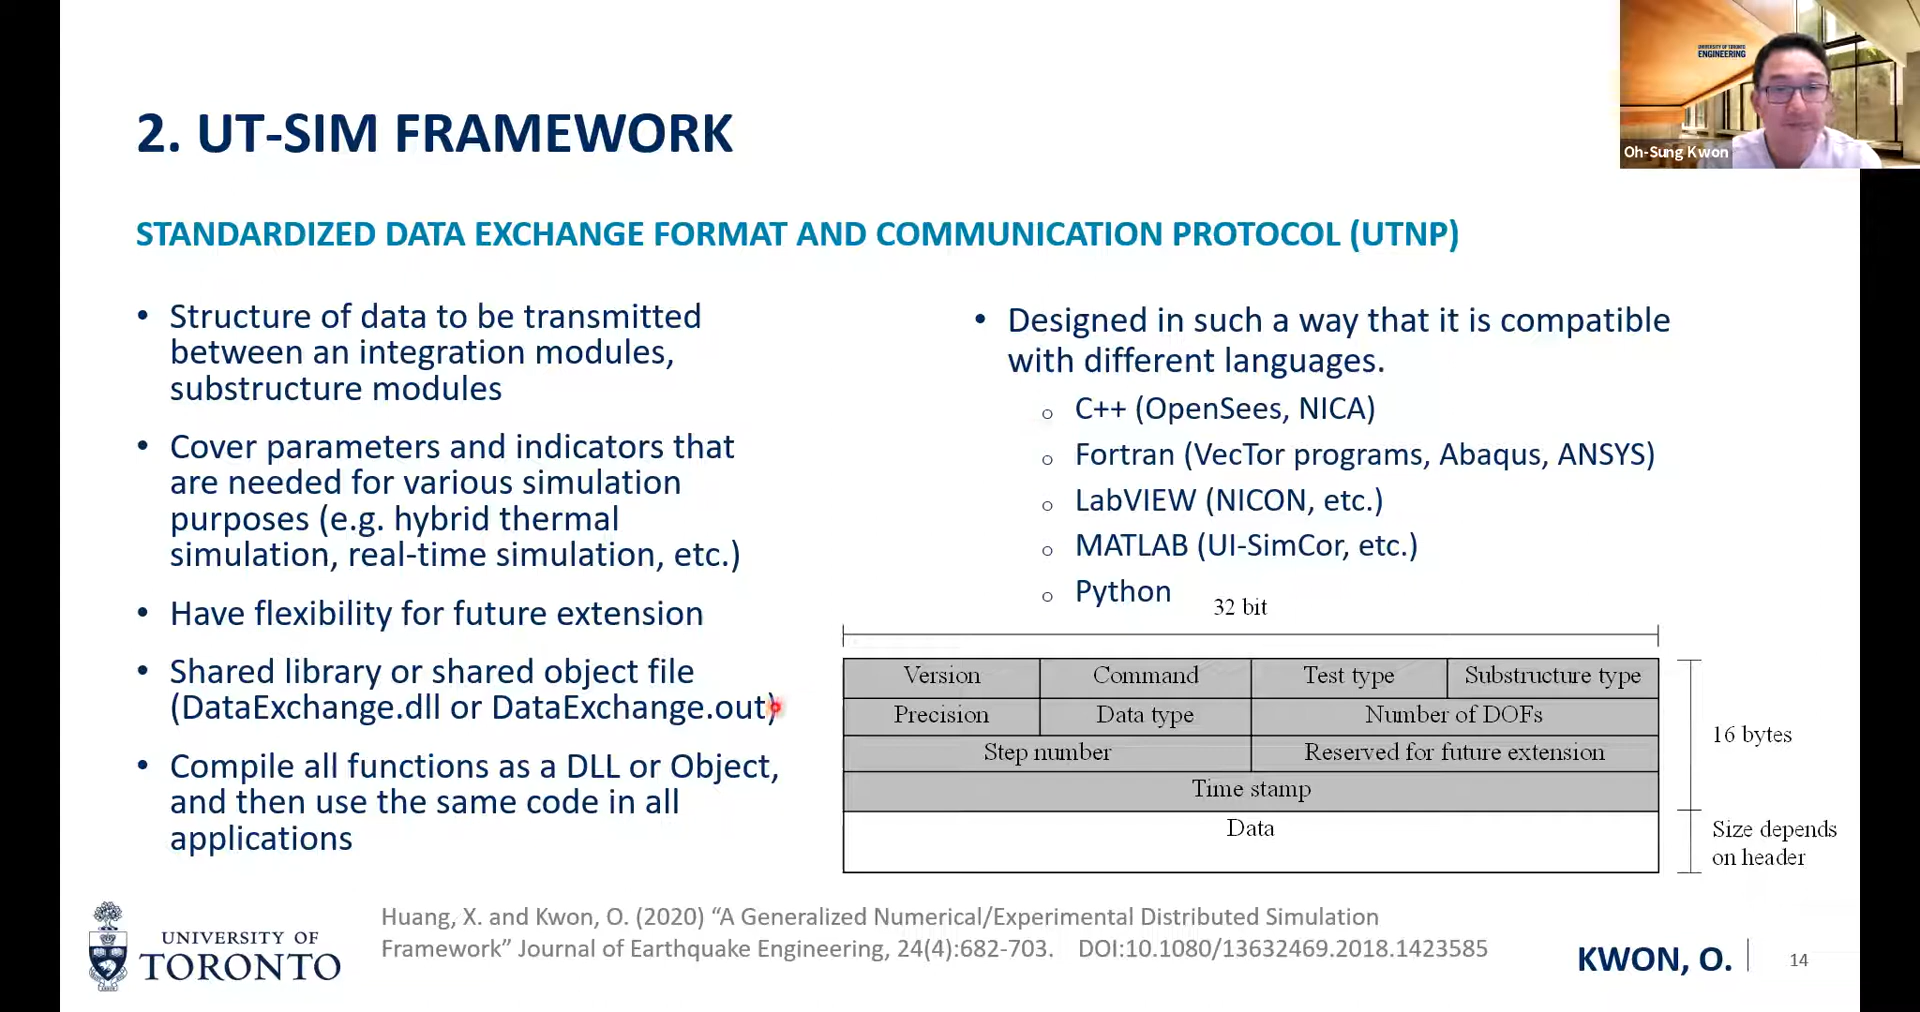 UNIVERSITY OF TORONTO
ENGINEERING
Oh-Sung Kwon
2. UT-SIM FRAMEWORK
STANDARDIZED DATA EXCHANGE FORMAT AND COMMUNICATION PROTOCOL (UTNP)
• Structure of data to be transmitted
between an integration modules,
substructure modules
• Cover parameters and indicators that
are needed for various simulation
purposes (e.g. hybrid thermal
simulation, real-time simulation, etc.)
• Have flexibility for future extension
• Shared library or shared object file
(DataExchange.dll or DataExchange.out)
• Compile all functions as a DLL or Object,
and then use the same code in all
applications
• Designed in such a way that it is compatible
with different languages.
o C++ (OpenSees, NICA)
o Fortran (VecTor programs, Abaqus, ANSYS)
o LabVIEW (NICON, etc.)
o MATLAB (UI-SimCor, etc.)
o Python
32 bit
Version Command Test type Substructure type
Precision Data type Number of DOFs
Step number Reserved for future extension
Time stamp
Data
16 bytes
Size depends
on header
UNIVERSITY OF
TORONTO
Huang, X. and Kwon, O. (2020) “A Generalized Numerical/Experimental Distributed Simulation
Framework” Journal of Earthquake Engineering, 24(4):682-703. DOI:10.1080/13632469.2018.1423585
KWON, O. 14